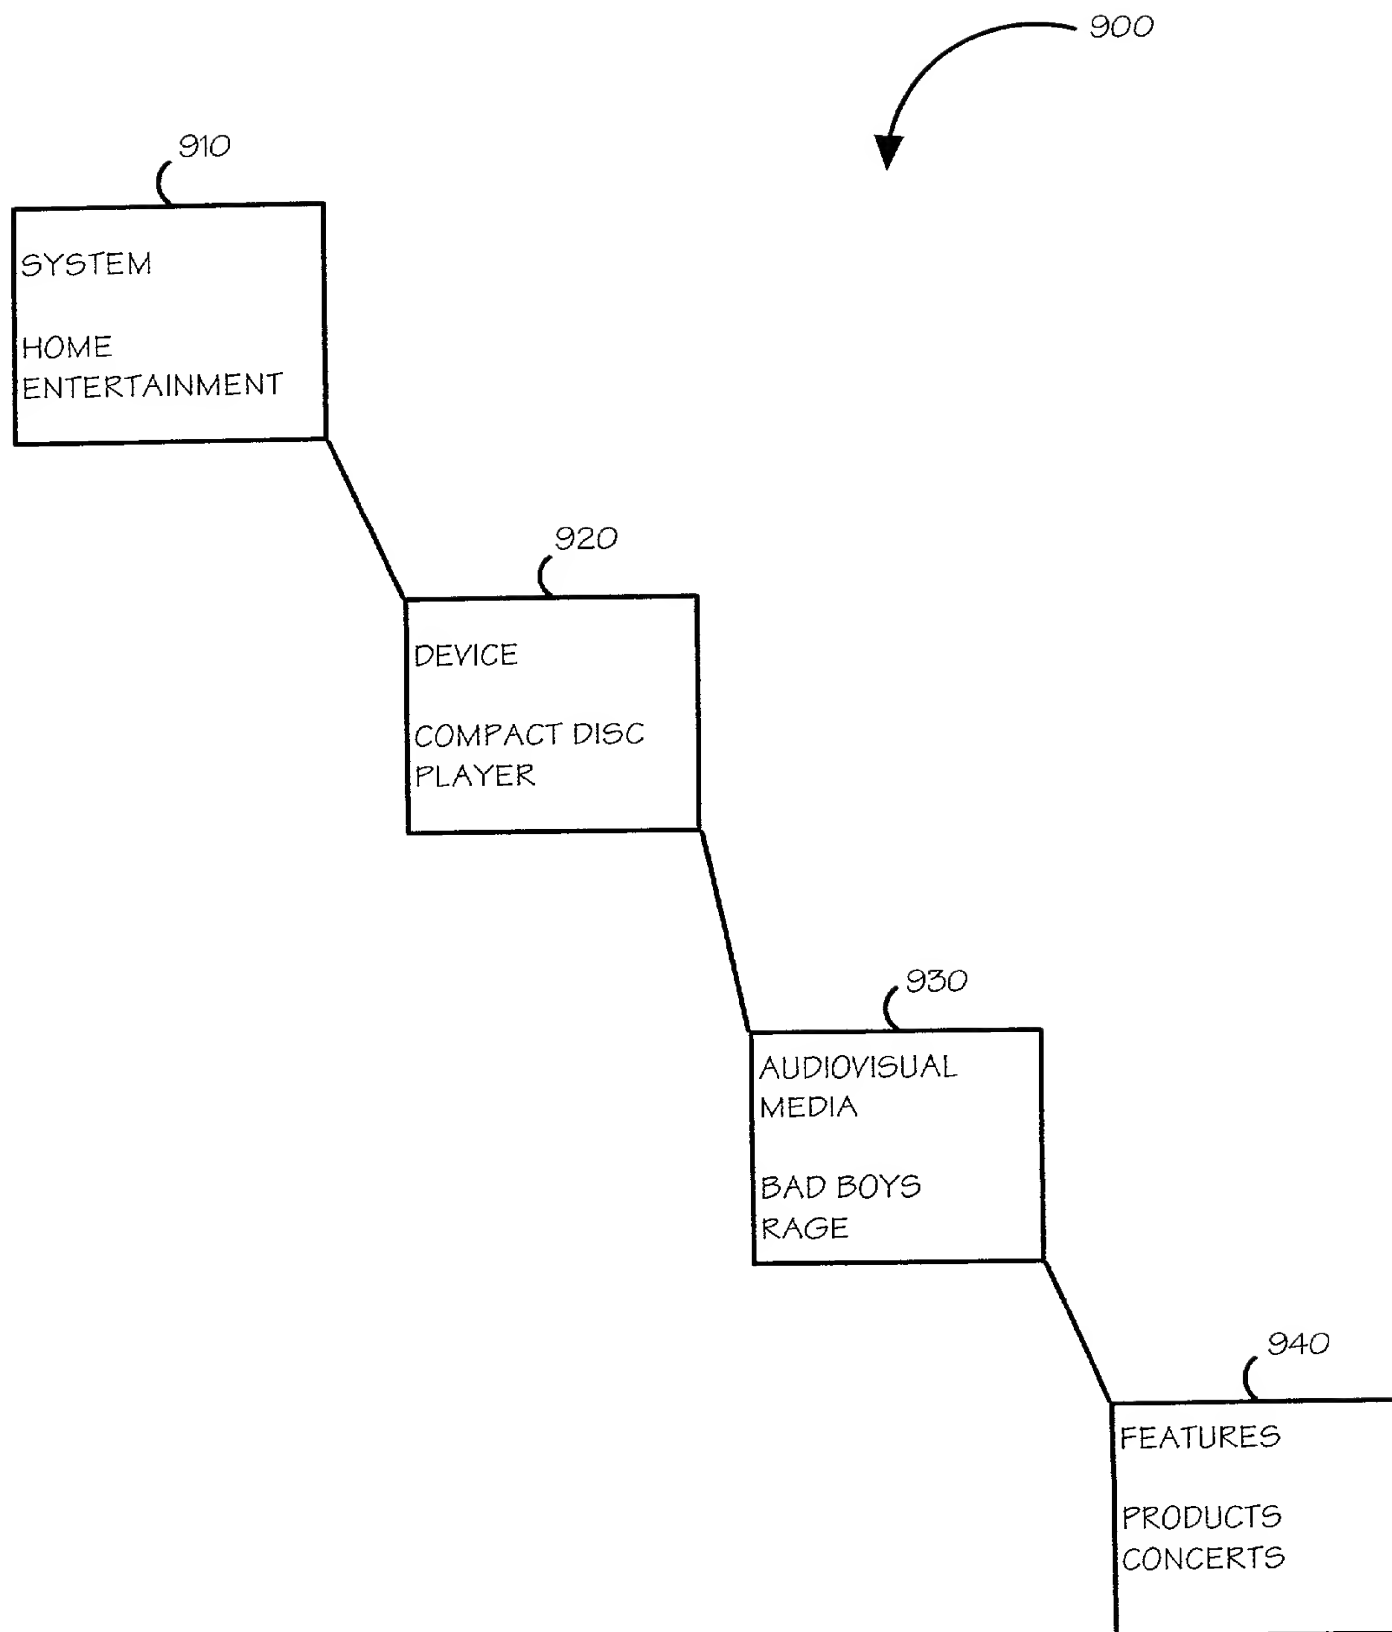 900
910
SYSTEM
HOME
ENTERTAINMENT
920
DEVICE
COMPACT DISC
PLAYER
930
AUDIOVISUAL
MEDIA
BAD BOYS
RAGE
940
FEATURES
PRODUCTS
CONCERTS